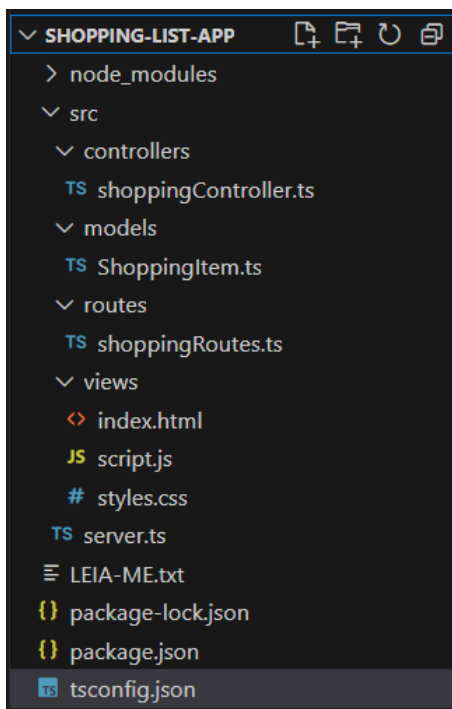 SHOPPING-LIST-APP
node_modules
src
controllers
TS shoppingController.ts
models
TS ShoppingItem.ts
routes
TS shoppingRoutes.ts
views
<> index.html
JS script.js
# styles.css
TS server.ts
LEIA-ME.txt
{} package-lock.json
{} package.json
TS tsconfig.json